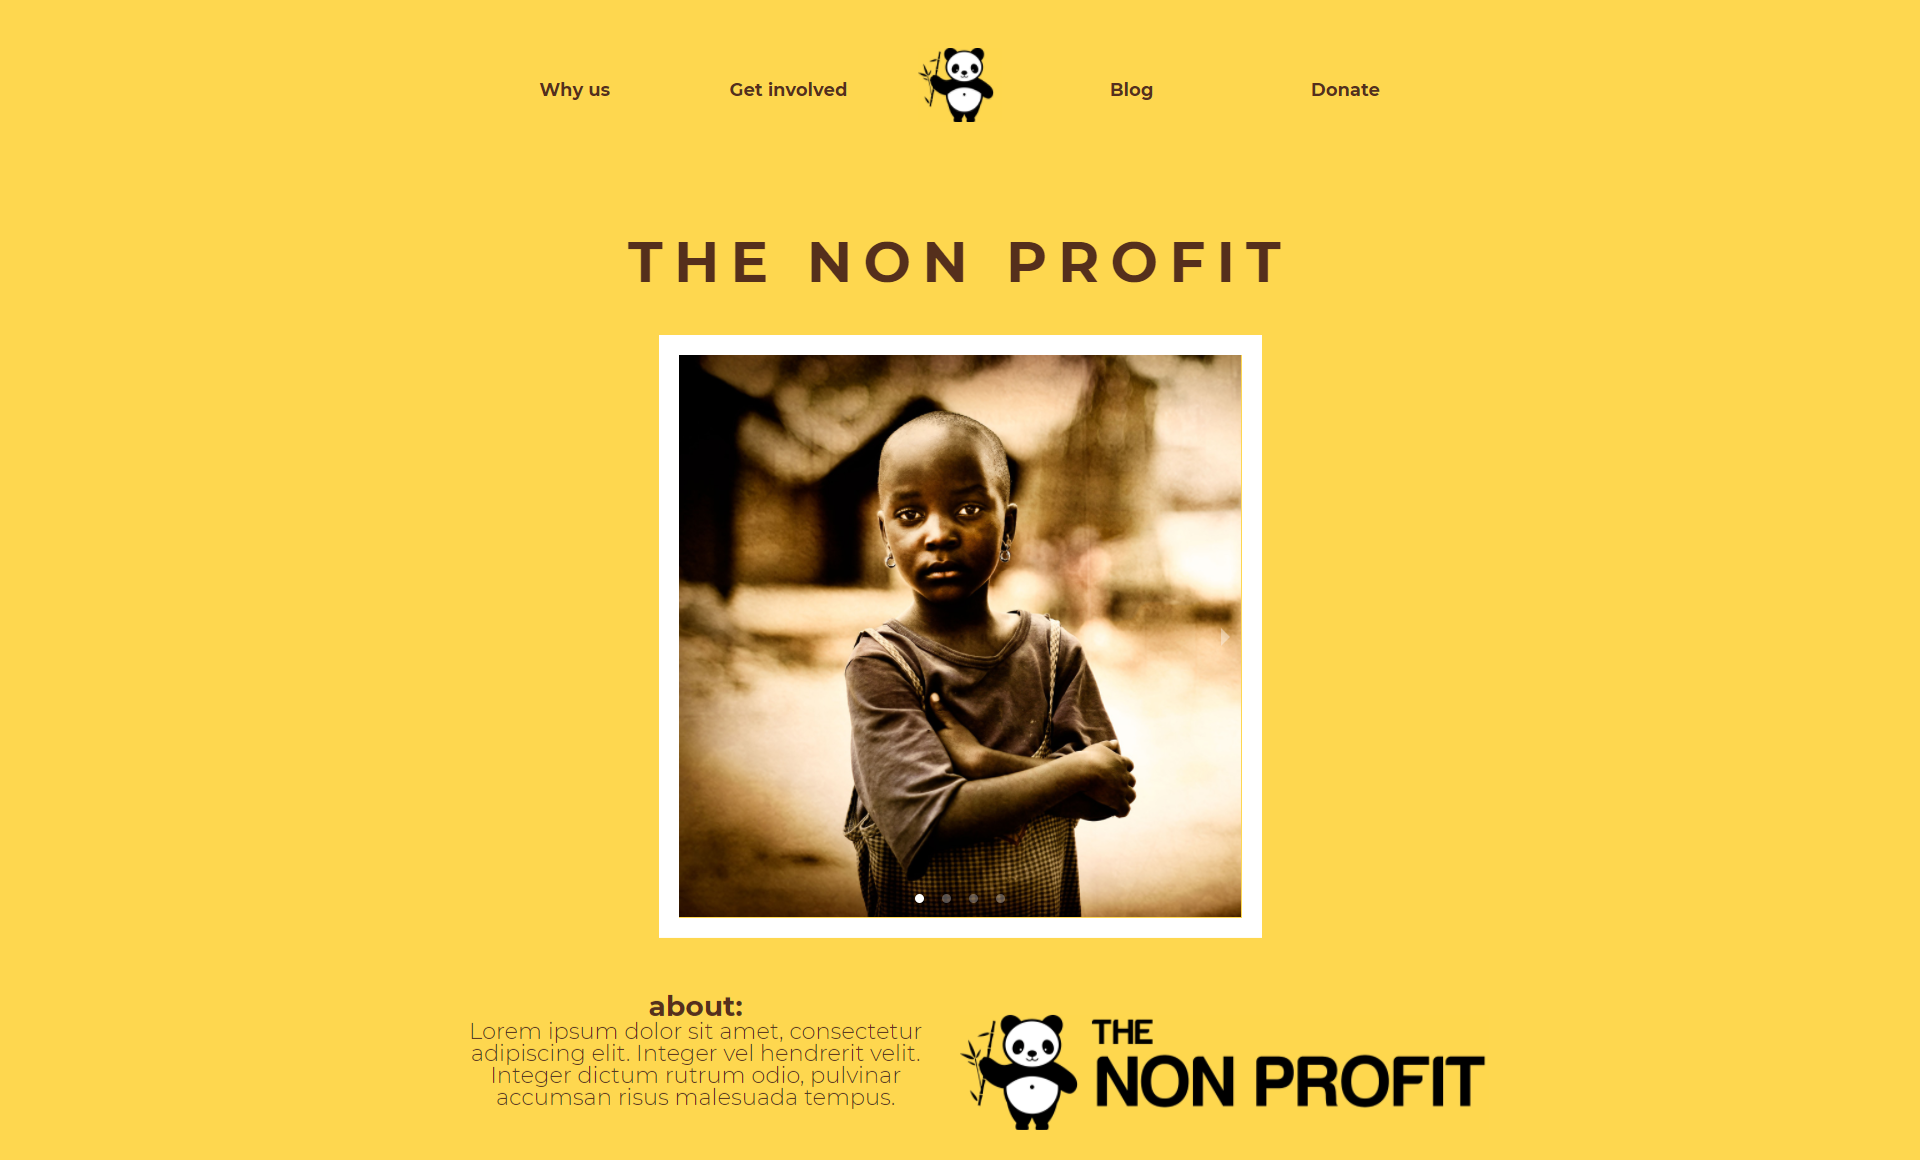 Why us
Get involved
Blog
Donate
THE NON PROFIT
about:
Lorem ipsum dolor sit amet, consectetur
adipiscing elit. Integer vel hendrerit velit.
Integer dictum rutrum odio, pulvinar
accumsan risus malesuada tempus.
THE
NON PROFIT